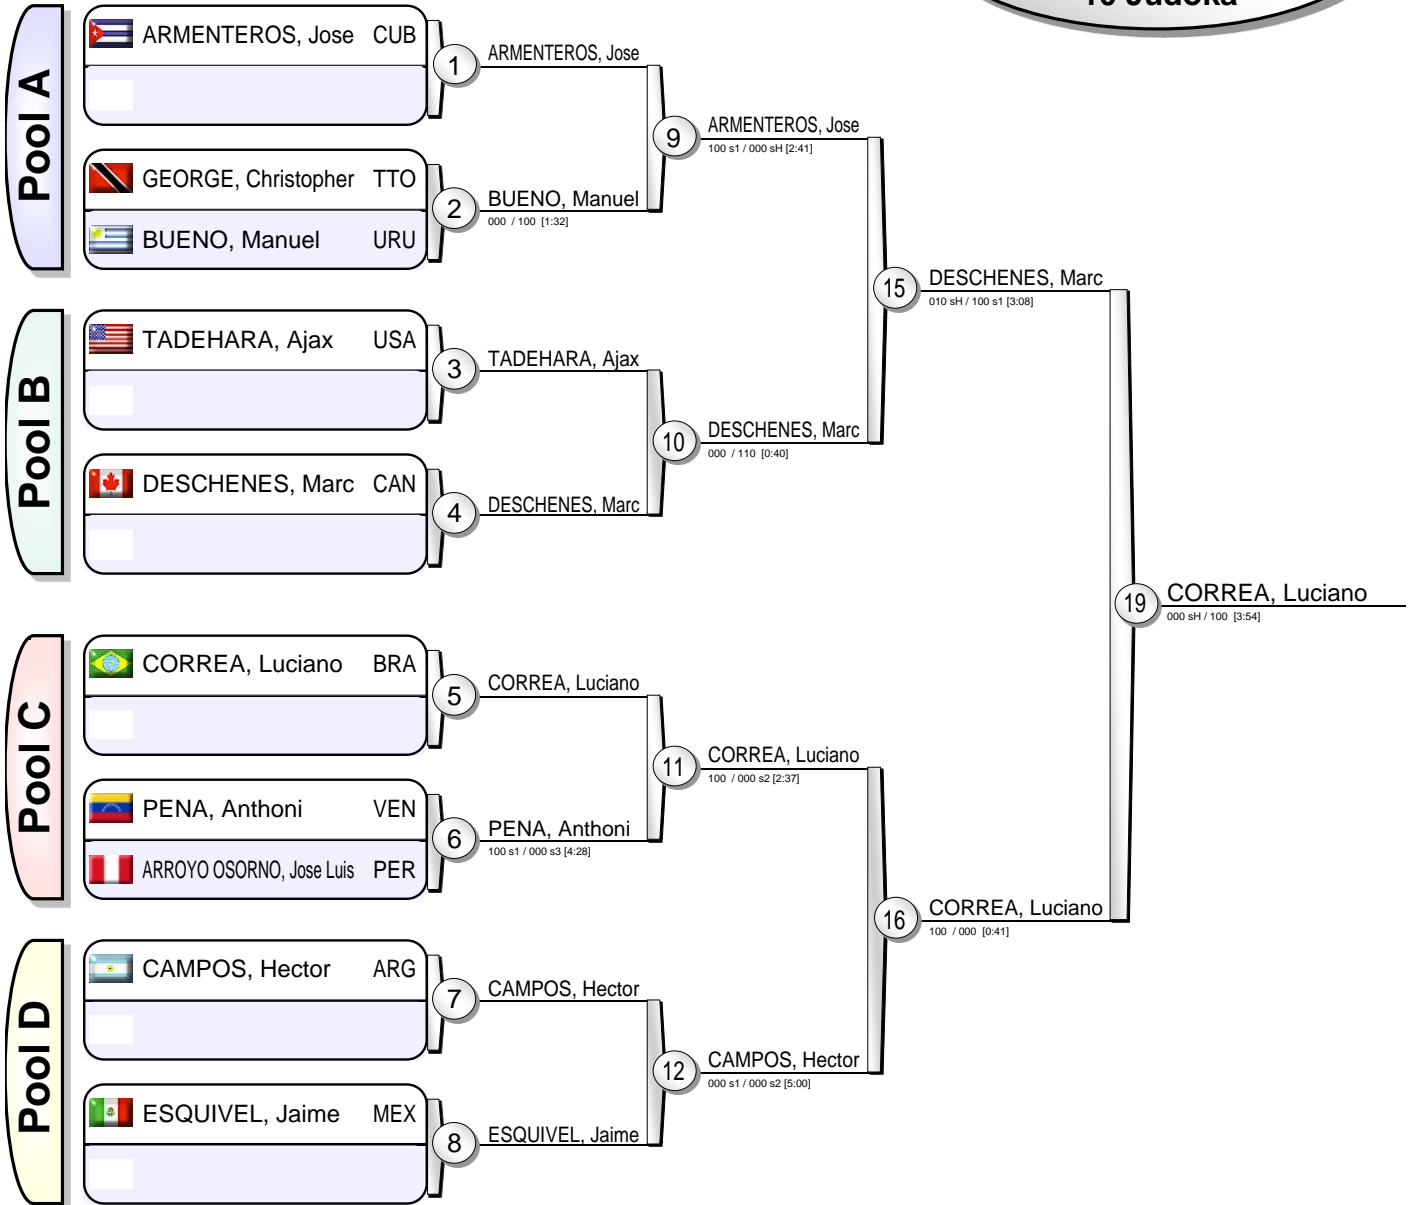 10 Judoka
Pool A
ARMENTEROS, Jose CUB
GEORGE, Christopher TTO
BUENO, Manuel URU
1
ARMENTEROS, Jose
2
BUENO, Manuel
000 / 100 [1:32]
9
ARMENTEROS, Jose
100 s1 / 000 sH [2:41]
Pool B
TADEHARA, Ajax USA
DESCHENES, Marc CAN
3
TADEHARA, Ajax
4
DESCHENES, Marc
10
DESCHENES, Marc
000 / 110 [0:40]
15
DESCHENES, Marc
010 sH / 100 s1 [3:08]
Pool C
CORREA, Luciano BRA
PENA, Anthoni VEN
ARROYO OSORNO, Jose Luis PER
5
CORREA, Luciano
6
PENA, Anthoni
100 s1 / 000 s3 [4:28]
11
CORREA, Luciano
100 / 000 s2 [2:37]
Pool D
CAMPOS, Hector ARG
ESQUIVEL, Jaime MEX
7
CAMPOS, Hector
8
ESQUIVEL, Jaime
12
CAMPOS, Hector
000 s1 / 000 s2 [5:00]
16
CORREA, Luciano
100 / 000 [0:41]
19
CORREA, Luciano
000 sH / 100 [3:54]